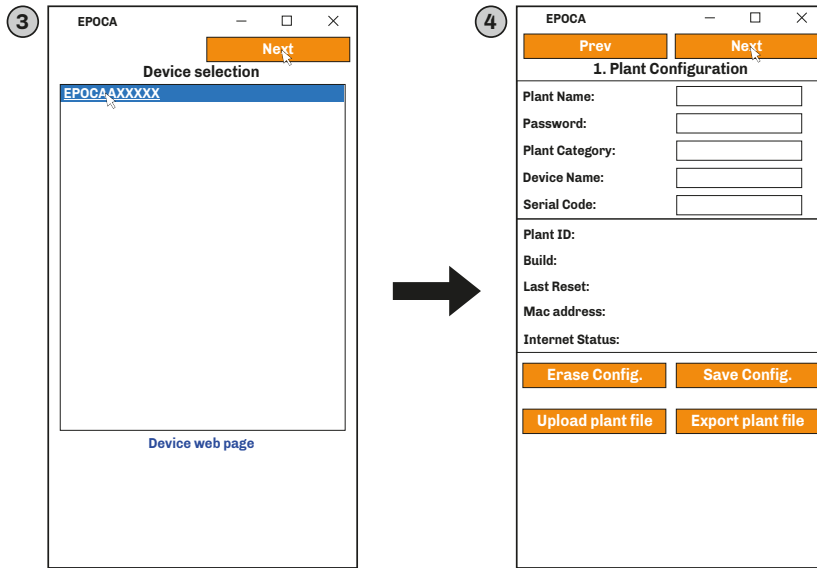 3
EPOCA
Next
Device selection
EPOCAAXXXXX
Device web page
4
EPOCA
Prev Next
1. Plant Configuration
Plant Name:
Password:
Plant Category:
Device Name:
Serial Code:
Plant ID:
Build:
Last Reset:
Mac address:
Internet Status:
Erase Config. Save Config.
Upload plant file Export plant file